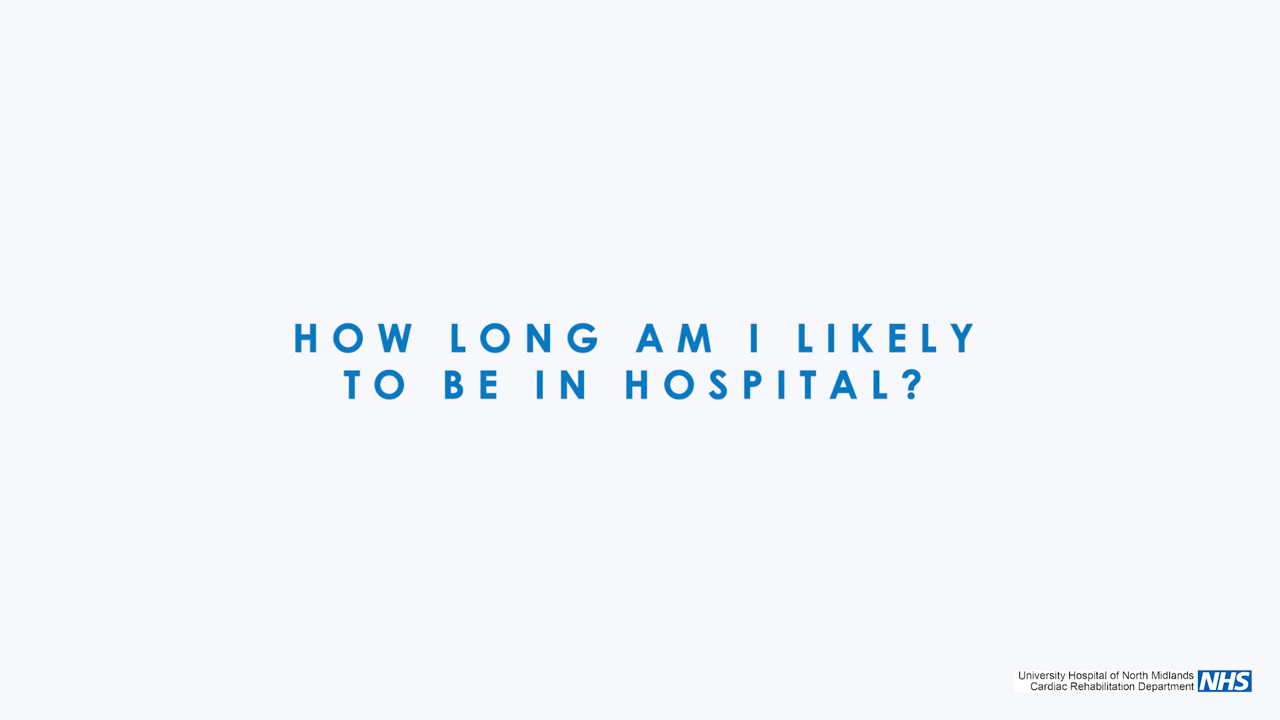 HOW LONG AM I LIKELY
TO BE IN HOSPITAL?
University Hospital of North Midlands
Cardiac Rehabilitation Department
NHS